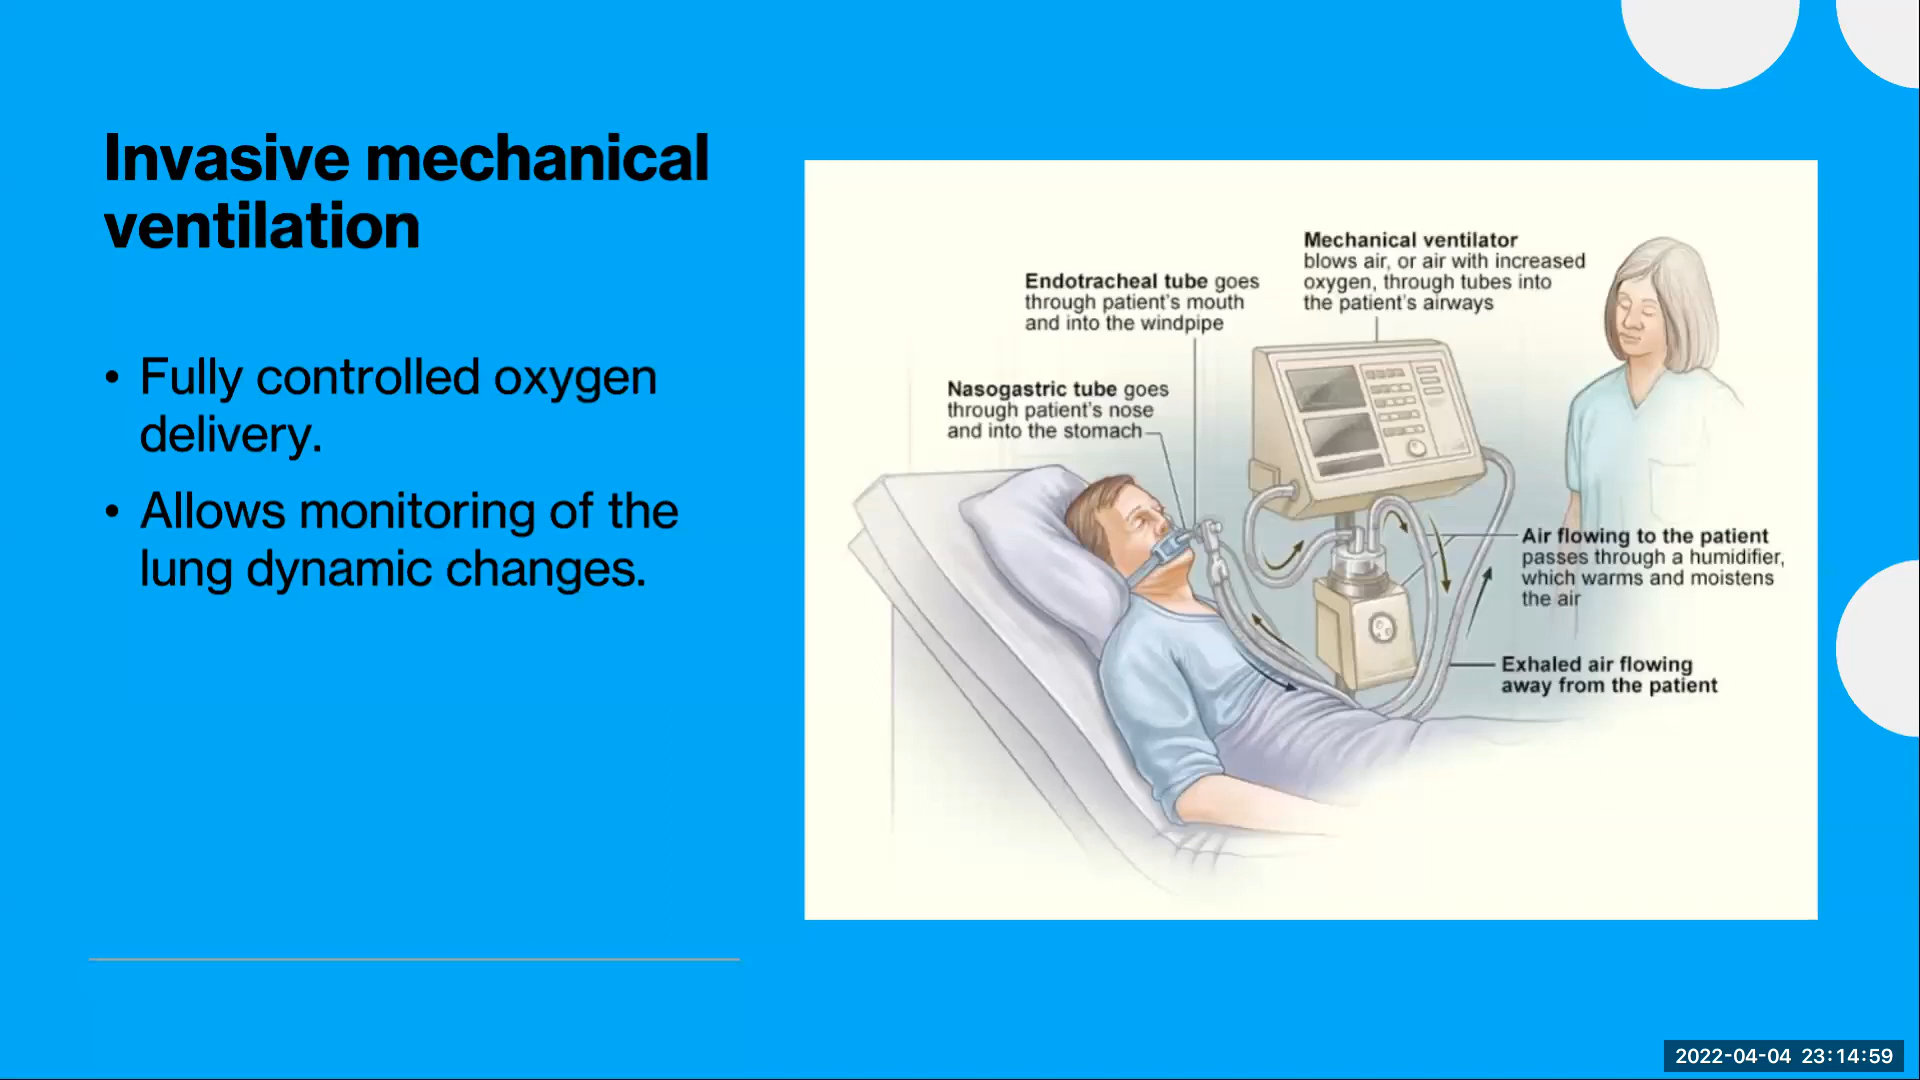 Invasive mechanical
ventilation
• Fully controlled oxygen
delivery.
• Allows monitoring of the
lung dynamic changes.
Mechanical ventilator
blows air, or air with increased
oxygen, through tubes into
the patient's airways
Endotracheal tube goes
through patient's mouth
and into the windpipe
Nasogastric tube goes
through patient's nose
and into the stomach
Air flowing to the patient
passes through a humidifier,
which warms and moistens
the air
Exhaled air flowing
away from the patient
2022-04-04 23:14:59